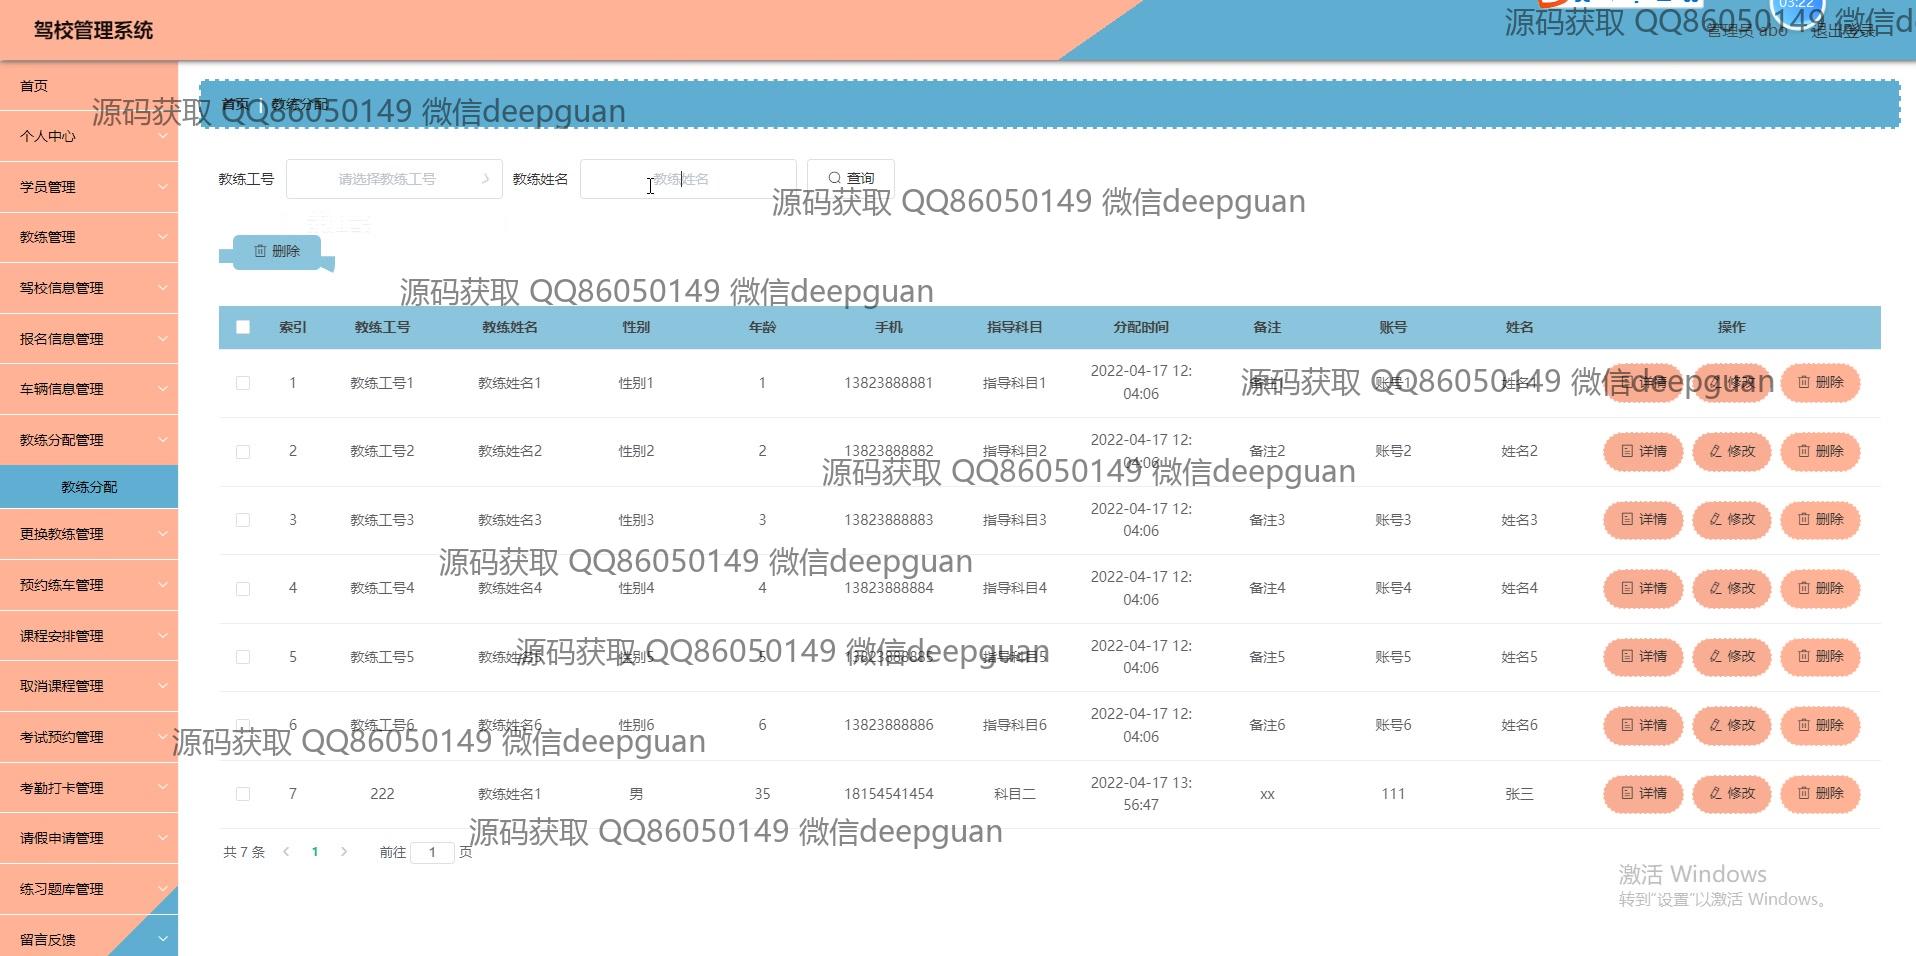 驾校管理系统
03:22
管理员 abo 退出登录
源码获取 QQ86050149 微信deepguan
首页
个人中心
学员管理
教练管理
驾校信息管理
报名信息管理
车辆信息管理
教练分配管理
教练分配
更换教练管理
预约练车管理
课程安排管理
取消课程管理
考试预约管理
考勤打卡管理
请假申请管理
练习题库管理
留言反馈
首页 教练分配
源码获取 QQ86050149 微信deepguan
教练工号 请选择教练工号 教练姓名 教练姓名 查询
源码获取 QQ86050149 微信deepguan
删除
源码获取 QQ86050149 微信deepguan
索引 教练工号 教练姓名 性别 年龄 手机 指导科目 分配时间 备注 账号 姓名 操作
1 教练工号1 教练姓名1 性别1 1 13823888881 指导科目1 2022-04-17 12:04:06 备注1 账号1 姓名1 详情 修改 删除
源码获取 QQ86050149 微信deepguan
2 教练工号2 教练姓名2 性别2 2 13823888882 指导科目2 2022-04-17 12:04:06 备注2 账号2 姓名2 详情 修改 删除
源码获取 QQ86050149 微信deepguan
3 教练工号3 教练姓名3 性别3 3 13823888883 指导科目3 2022-04-17 12:04:06 备注3 账号3 姓名3 详情 修改 删除
源码获取 QQ86050149 微信deepguan
4 教练工号4 教练姓名4 性别4 4 13823888884 指导科目4 2022-04-17 12:04:06 备注4 账号4 姓名4 详情 修改 删除
源码获取 QQ86050149 微信deepguan
5 教练工号5 教练姓名5 性别5 5 13823888885 指导科目5 2022-04-17 12:04:06 备注5 账号5 姓名5 详情 修改 删除
6 教练工号6 教练姓名6 性别6 6 13823888886 指导科目6 2022-04-17 12:04:06 备注6 账号6 姓名6 详情 修改 删除
源码获取 QQ86050149 微信deepguan
7 222 教练姓名1 男 35 18154541454 科目二 2022-04-17 13:56:47 xx 111 张三 详情 修改 删除
源码获取 QQ86050149 微信deepguan
共 7 条 1 前往 1 页
激活 Windows
转到"设置"以激活 Windows。